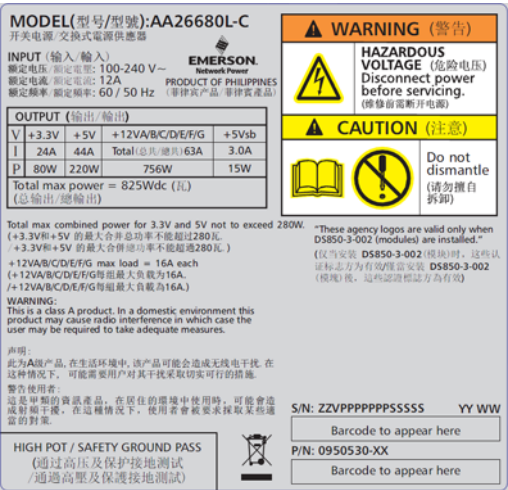 MODEL(型号/型號):AA26680L-C
开关电源/交換式電源供應器
INPUT (输入/輸入)
额定电压/額定電壓: 100-240 V~
额定电流/額定電流: 12A
额定频率/額定頻率: 60 / 50 Hz
EMERSON.
Network Power
PRODUCT OF PHILIPPINES
(菲律宾产品/菲律賓產品)
OUTPUT (输出/輸出)
V +3.3V +5V +12VA/B/C/D/E/F/G +5Vsb
I 24A 44A Total(总共/總共)63A 3.0A
P 80W 220W 756W 15W
Total max power = 825Wdc (瓦)
(总输出/總輸出)
WARNING (警告)
HAZARDOUS
VOLTAGE (危险电压)
Disconnect power
before servicing.
(维修前需断开电源)
CAUTION (注意)
Do not
dismantle
(请勿擅自
拆卸)
Total max combined power for 3.3V and 5V not to exceed 280W.
(+3.3V和+5V 的最大合并总功率不能超过280瓦.
/+3.3V和+5V 的最大合併總功率不能超過280瓦.)
+12VA/B/C/D/E/F/G max load = 16A each
(+12VA/B/C/D/E/F/G每组最大负载为16A.
/+12VA/B/C/D/E/F/G每組最大負載為16A.)
WARNING:
This is a class A product. In a domestic environment this
product may cause radio interference in which case the
user may be required to take adequate measures.
声明:
此为A级产品, 在生活环境中, 该产品可能会造成无线电干扰. 在
这种情况下, 可能需要用户对其干扰采取切实可行的措施.
警告使用者:
這是甲類的資訊產品, 在居住的環境中使用時, 可能會造
成射頻干擾, 在這種情況下, 使用者會被要求採取某些適
當的對策.
"These agency logos are valid only when
DS850-3-002 (modules) are installed."
(仅当安装 DS850-3-002(模块)时, 这些认
证标志方为有效/僅當安裝 DS850-3-002
(模塊)後, 這些認證標誌方為有效)
S/N: ZZVPPPPPPPSSSSS YY WW
Barcode to appear here
P/N: 0950530-XX
Barcode to appear here
HIGH POT / SAFETY GROUND PASS
(通过高压及保护接地测试
/通過高壓及保護接地測試)